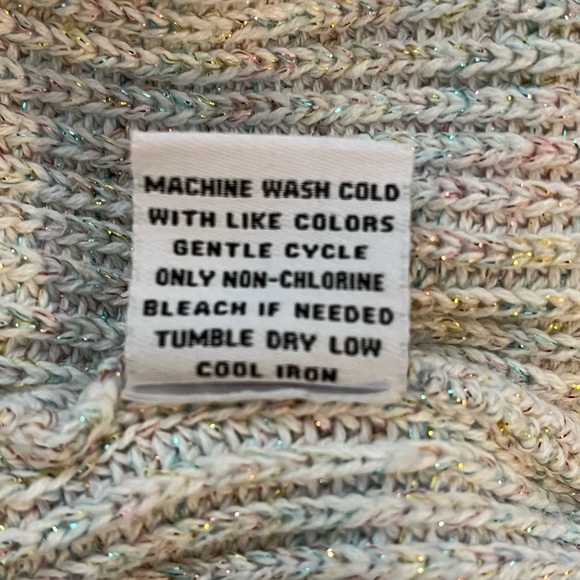 MACHINE WASH COLD
WITH LIKE COLORS
GENTLE CYCLE
ONLY NON-CHLORINE
BLEACH IF NEEDED
TUMBLE DRY LOW
COOL IRON